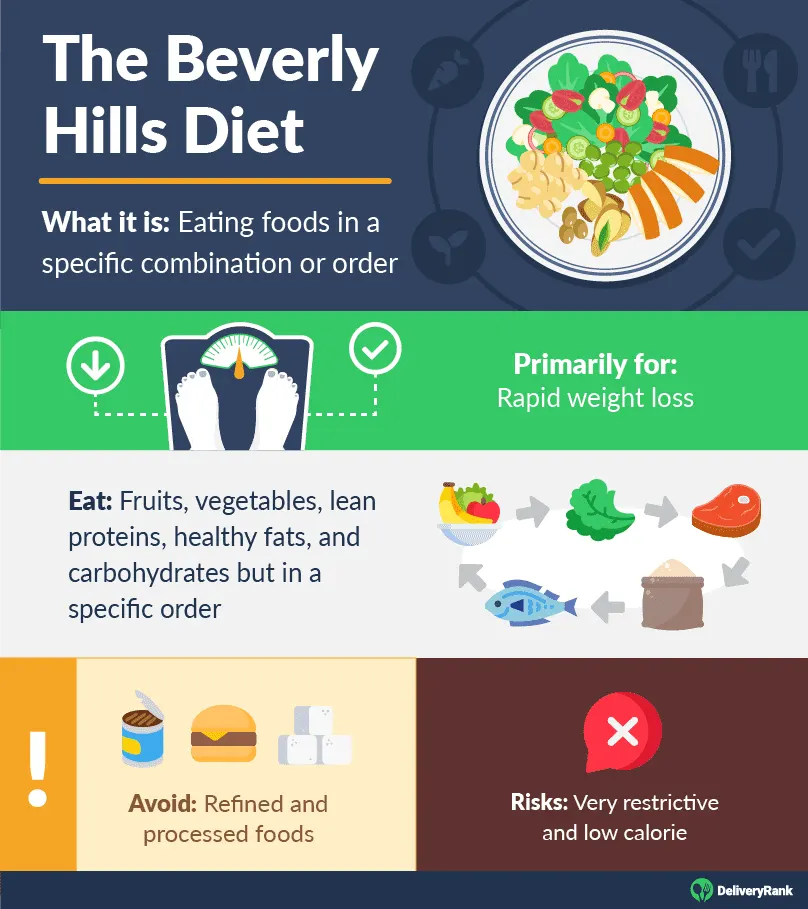 The Beverly
Hills Diet
What it is: Eating foods in a
specific combination or order
Primarily for:
Rapid weight loss
Eat: Fruits, vegetables, lean
proteins, healthy fats, and
carbohydrates but in a
specific order
!
Avoid: Refined and
processed foods
Risks: Very restrictive
and low calorie
DeliveryRank